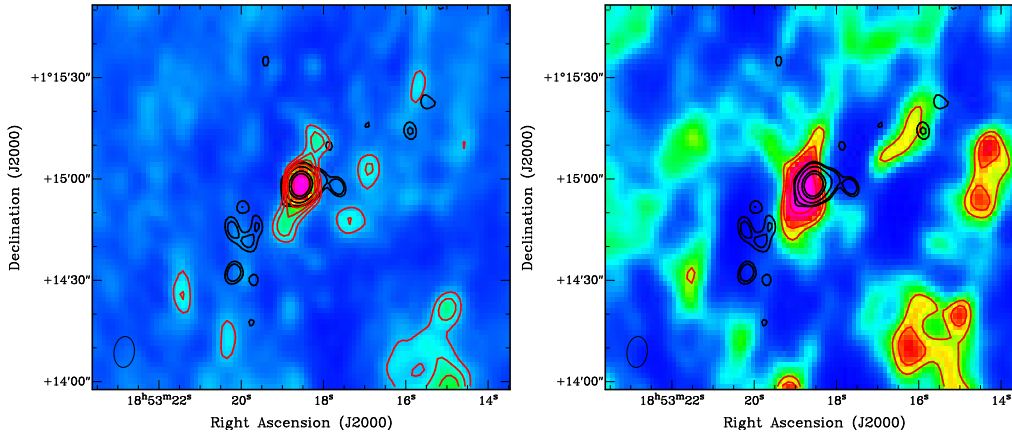 +1°15'30" +1°15'30"
Declination (J2000) +15'00" Declination (J2000) +15'00"
+14'30" +14'30"
+14'00" +14'00"
18ʰ53ᵐ22ˢ 20ˢ 18ˢ 16ˢ 14ˢ 18ʰ53ᵐ22ˢ 20ˢ 18ˢ 16ˢ 14ˢ
Right Ascension (J2000) Right Ascension (J2000)